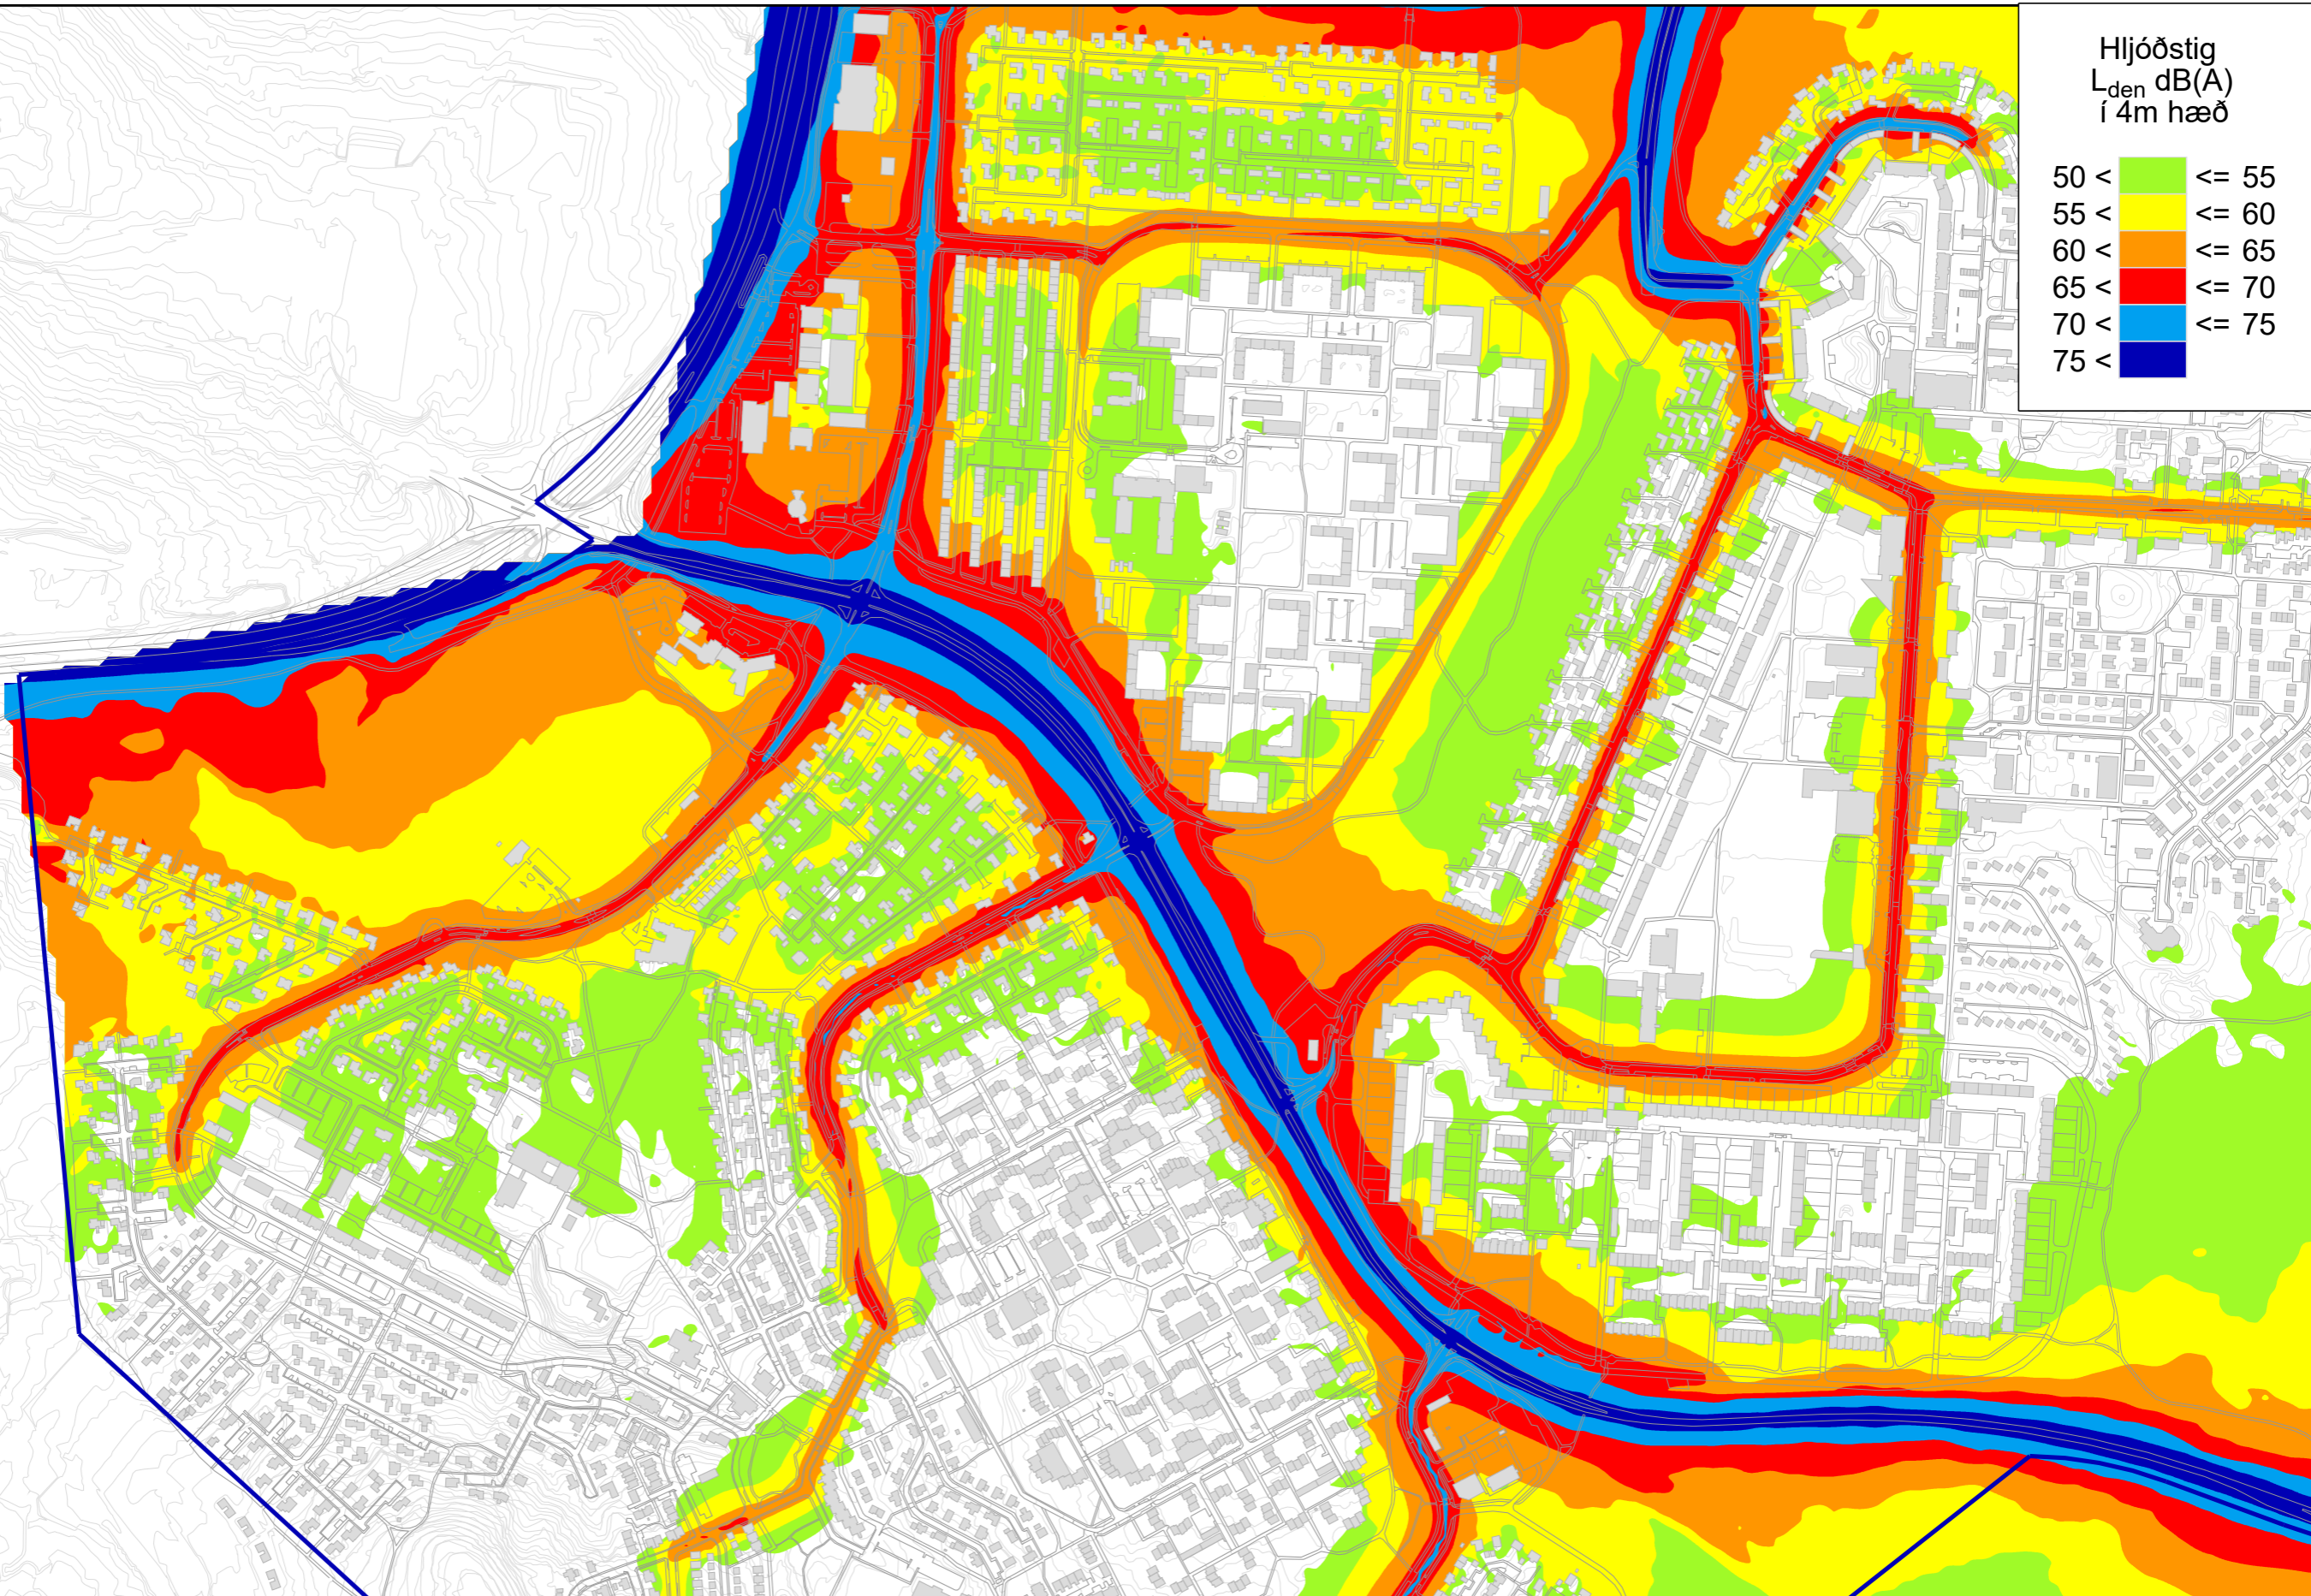 Hljóðstig
Lden dB(A)
í 4m hæð
50 < <= 55
55 < <= 60
60 < <= 65
65 < <= 70
70 < <= 75
75 <